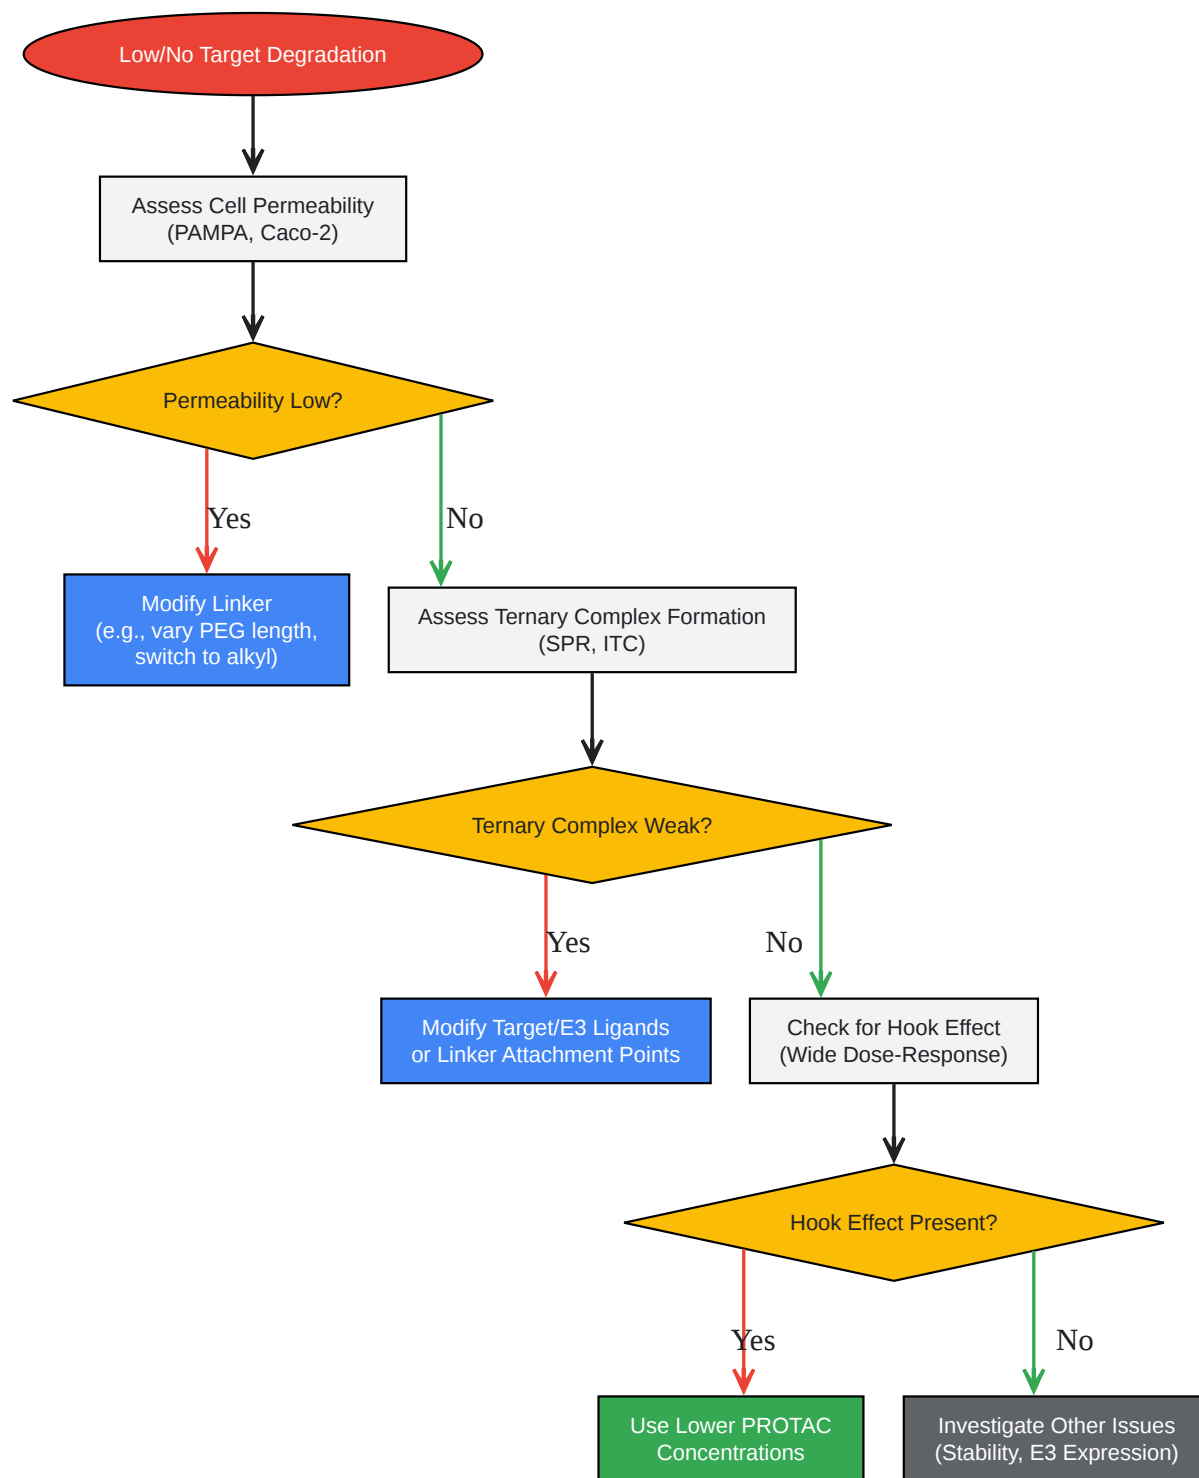 Low/No Target Degradation
Assess Cell Permeability
(PAMPA, Caco-2)
Permeability Low?
Yes
No
Modify Linker
(e.g., vary PEG length,
switch to alkyl)
Assess Ternary Complex Formation
(SPR, ITC)
Ternary Complex Weak?
Yes
No
Modify Target/E3 Ligands
or Linker Attachment Points
Check for Hook Effect
(Wide Dose-Response)
Hook Effect Present?
Yes
No
Use Lower PROTAC
Concentrations
Investigate Other Issues
(Stability, E3 Expression)